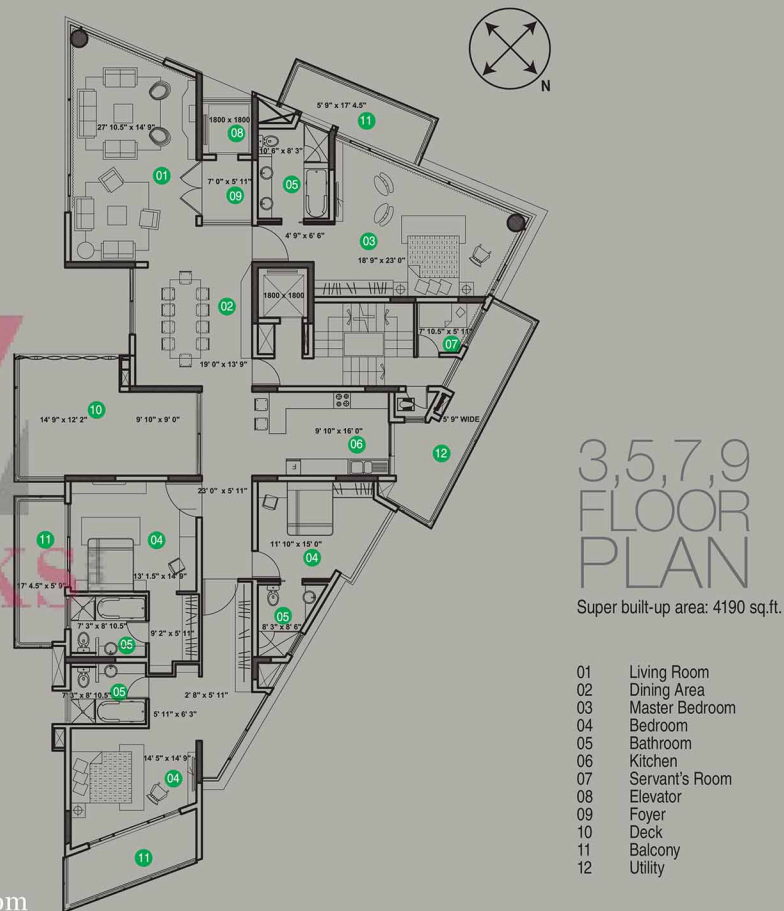 N
5' 9" x 17' 4.5"
11
27' 10.5" x 14' 9"
1800 x 1800
08
10' 6" x 8' 3"
01
7' 0" x 5' 11"
09
05
4' 9" x 6' 6"
03
18' 9" x 23' 0"
1800 x 1800
02
7' 10.5" x 5' 11"
07
19' 0" x 13' 9"
10
14' 9" x 12' 2"
9' 10" x 9' 0"
9' 10" x 16' 0"
06
5' 9" WIDE
12
23' 0" x 5' 11"
11
04
11' 10" x 15' 0"
04
13' 1.5" x 14' 9"
17' 4.5" x 5' 9"
KS
7' 3" x 8' 10.5"
05
9' 2" x 5' 11"
05
8' 3" x 8' 6"
7' 3" x 8' 10.5"
05
2' 8" x 5' 11"
5' 11" x 6' 3"
14' 5" x 14' 9"
04
11
om
3,5,7,9
FLOOR
PLAN
Super built-up area: 4190 sq.ft.
01 Living Room
02 Dining Area
03 Master Bedroom
04 Bedroom
05 Bathroom
06 Kitchen
07 Servant's Room
08 Elevator
09 Foyer
10 Deck
11 Balcony
12 Utility